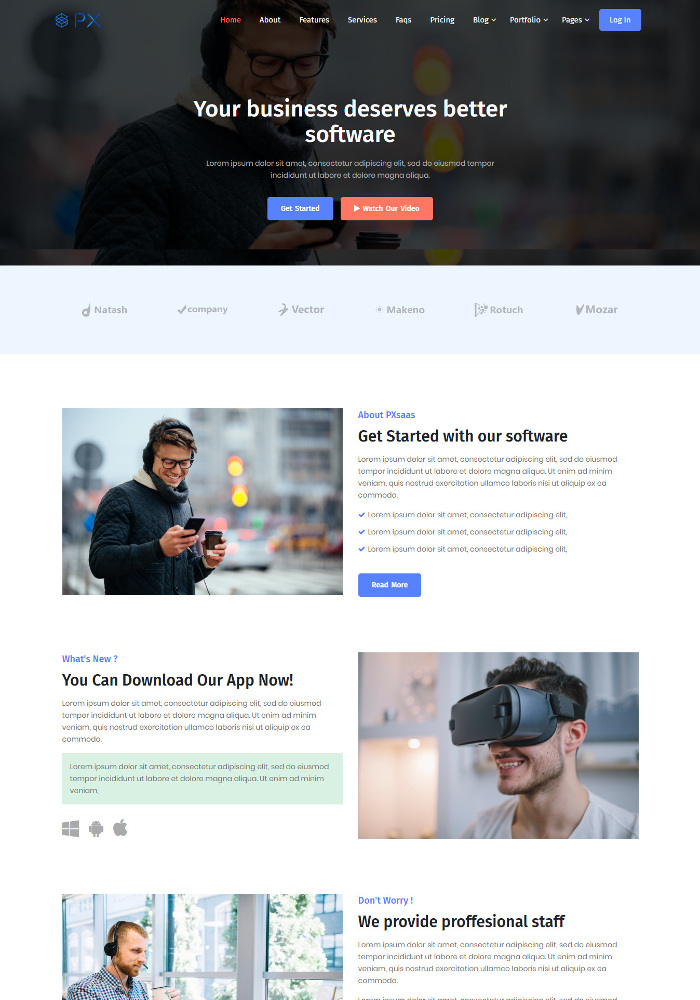 PX
Home About Features Services Faqs Pricing Blog Portfolio Pages Log In
Your business deserves better
software
Lorem ipsum dolor sit amet, consectetur adipiscing elit, sed do eiusmod tempor
incididunt ut labore et dolore magna aliqua.
Get Started Watch Our Video
Natash company Vector Makeno Rotuch Mozar
About PXsaas
Get Started with our software
Lorem ipsum dolor sit amet, consectetur adipiscing elit, sed do eiusmod
tempor incididunt ut labore et dolore magna aliqua. Ut enim ad minim
veniam, quis nostrud exercitation ullamco laboris nisi ut aliquip ex ea
commodo.
Lorem ipsum dolor sit amet, consectetur adipiscing elit,
Lorem ipsum dolor sit amet, consectetur adipiscing elit,
Lorem ipsum dolor sit amet, consectetur adipiscing elit,
Read More
What's New ?
You Can Download Our App Now!
Lorem ipsum dolor sit amet, consectetur adipiscing elit, sed do eiusmod
tempor incididunt ut labore et dolore magna aliqua. Ut enim ad minim
veniam, quis nostrud exercitation ullamco laboris nisi ut aliquip ex ea
commodo.
Lorem ipsum dolor sit amet, consectetur adipiscing elit, sed do eiusmod
tempor incididunt ut labore et dolore magna aliqua. Ut enim ad minim
veniam,
Don't Worry !
We provide proffesional staff
Lorem ipsum dolor sit amet, consectetur adipiscing elit, sed do eiusmod
tempor incididunt ut labore et dolore magna aliqua. Ut enim ad minim
veniam, quis nostrud exercitation ullamco laboris nisi ut aliquip ex ea
commodo.